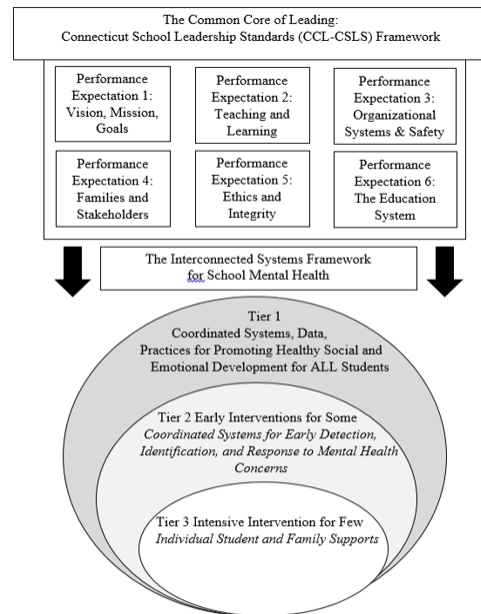 The Common Core of Leading:
Connecticut School Leadership Standards (CCL-CSLS) Framework
Performance
Expectation 1:
Vision, Mission,
Goals
Performance
Expectation 2:
Teaching and
Learning
Performance
Expectation 3:
Organizational
Systems & Safety
Performance
Expectation 4:
Families and
Stakeholders
Performance
Expectation 5:
Ethics and
Integrity
Performance
Expectation 6:
The Education
System
The Interconnected Systems Framework
for School Mental Health
Tier 1
Coordinated Systems, Data,
Practices for Promoting Healthy Social and
Emotional Development for ALL Students
Tier 2 Early Interventions for Some
Coordinated Systems for Early Detection,
Identification, and Response to Mental Health
Concerns
Tier 3 Intensive Intervention for Few
Individual Student and Family Supports